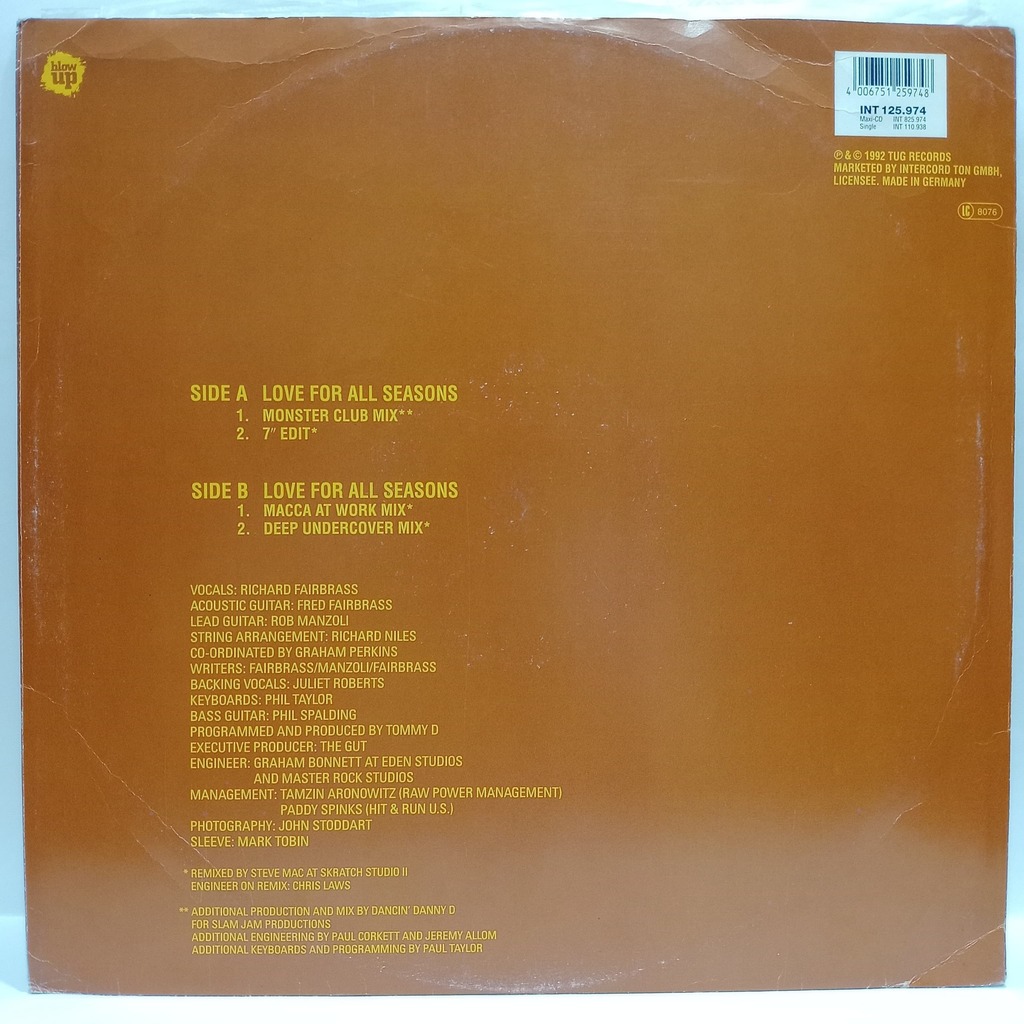 blow
up
4 006751 259748
INT 125.974
Maxi-CD INT 825.974
Single INT 110.938
℗ & © 1992 TUG RECORDS
MARKETED BY INTERCORD TON GMBH,
LICENSEE. MADE IN GERMANY
LC 8076
SIDE A LOVE FOR ALL SEASONS
1. MONSTER CLUB MIX**
2. 7" EDIT*
SIDE B LOVE FOR ALL SEASONS
1. MACCA AT WORK MIX*
2. DEEP UNDERCOVER MIX*
VOCALS: RICHARD FAIRBRASS
ACOUSTIC GUITAR: FRED FAIRBRASS
LEAD GUITAR: ROB MANZOLI
STRING ARRANGEMENT: RICHARD NILES
CO-ORDINATED BY GRAHAM PERKINS
WRITERS: FAIRBRASS/MANZOLI/FAIRBRASS
BACKING VOCALS: JULIET ROBERTS
KEYBOARDS: PHIL TAYLOR
BASS GUITAR: PHIL SPALDING
PROGRAMMED AND PRODUCED BY TOMMY D
EXECUTIVE PRODUCER: THE GUT
ENGINEER: GRAHAM BONNETT AT EDEN STUDIOS
AND MASTER ROCK STUDIOS
MANAGEMENT: TAMZIN ARONOWITZ (RAW POWER MANAGEMENT)
PADDY SPINKS (HIT & RUN U.S.)
PHOTOGRAPHY: JOHN STODDART
SLEEVE: MARK TOBIN
* REMIXED BY STEVE MAC AT SKRATCH STUDIO II
ENGINEER ON REMIX: CHRIS LAWS
** ADDITIONAL PRODUCTION AND MIX BY DANCIN' DANNY D
FOR SLAM JAM PRODUCTIONS
ADDITIONAL ENGINEERING BY PAUL CORKETT AND JEREMY ALLOM
ADDITIONAL KEYBOARDS AND PROGRAMMING BY PAUL TAYLOR